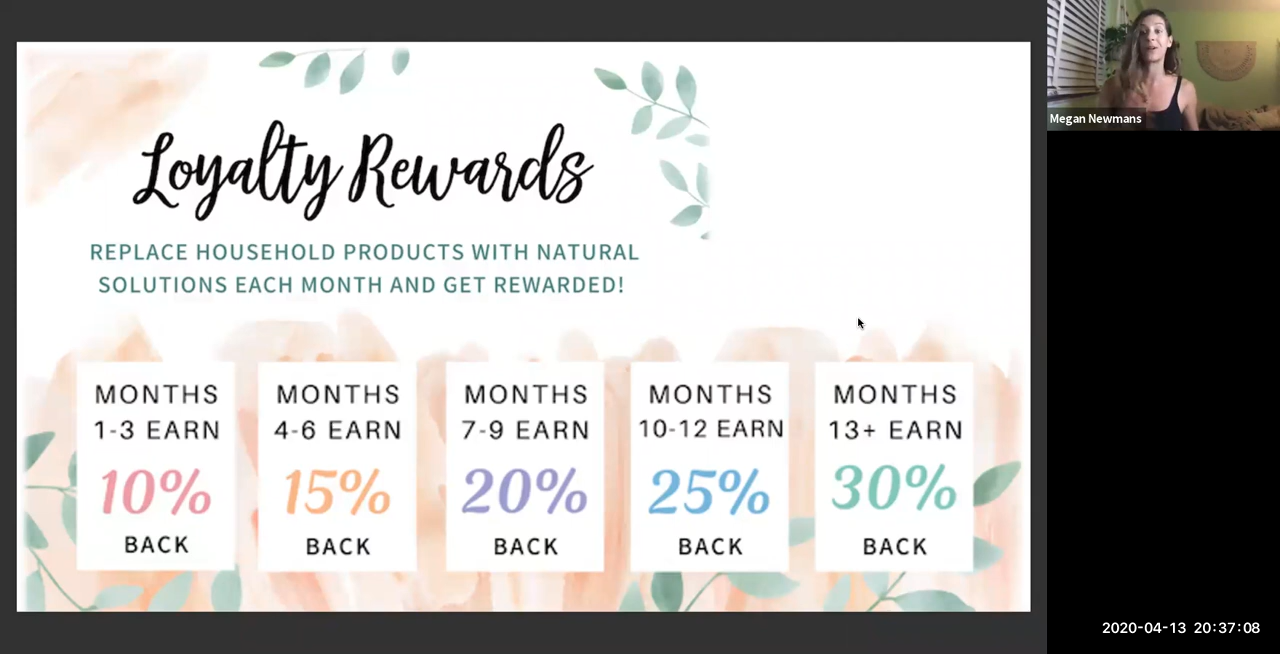 Loyalty Rewards
REPLACE HOUSEHOLD PRODUCTS WITH NATURAL
SOLUTIONS EACH MONTH AND GET REWARDED!
MONTHS
1-3 EARN
10%
BACK
MONTHS
4-6 EARN
15%
BACK
MONTHS
7-9 EARN
20%
BACK
MONTHS
10-12 EARN
25%
BACK
MONTHS
13+ EARN
30%
BACK
Megan Newmans
2020-04-13 20:37:08